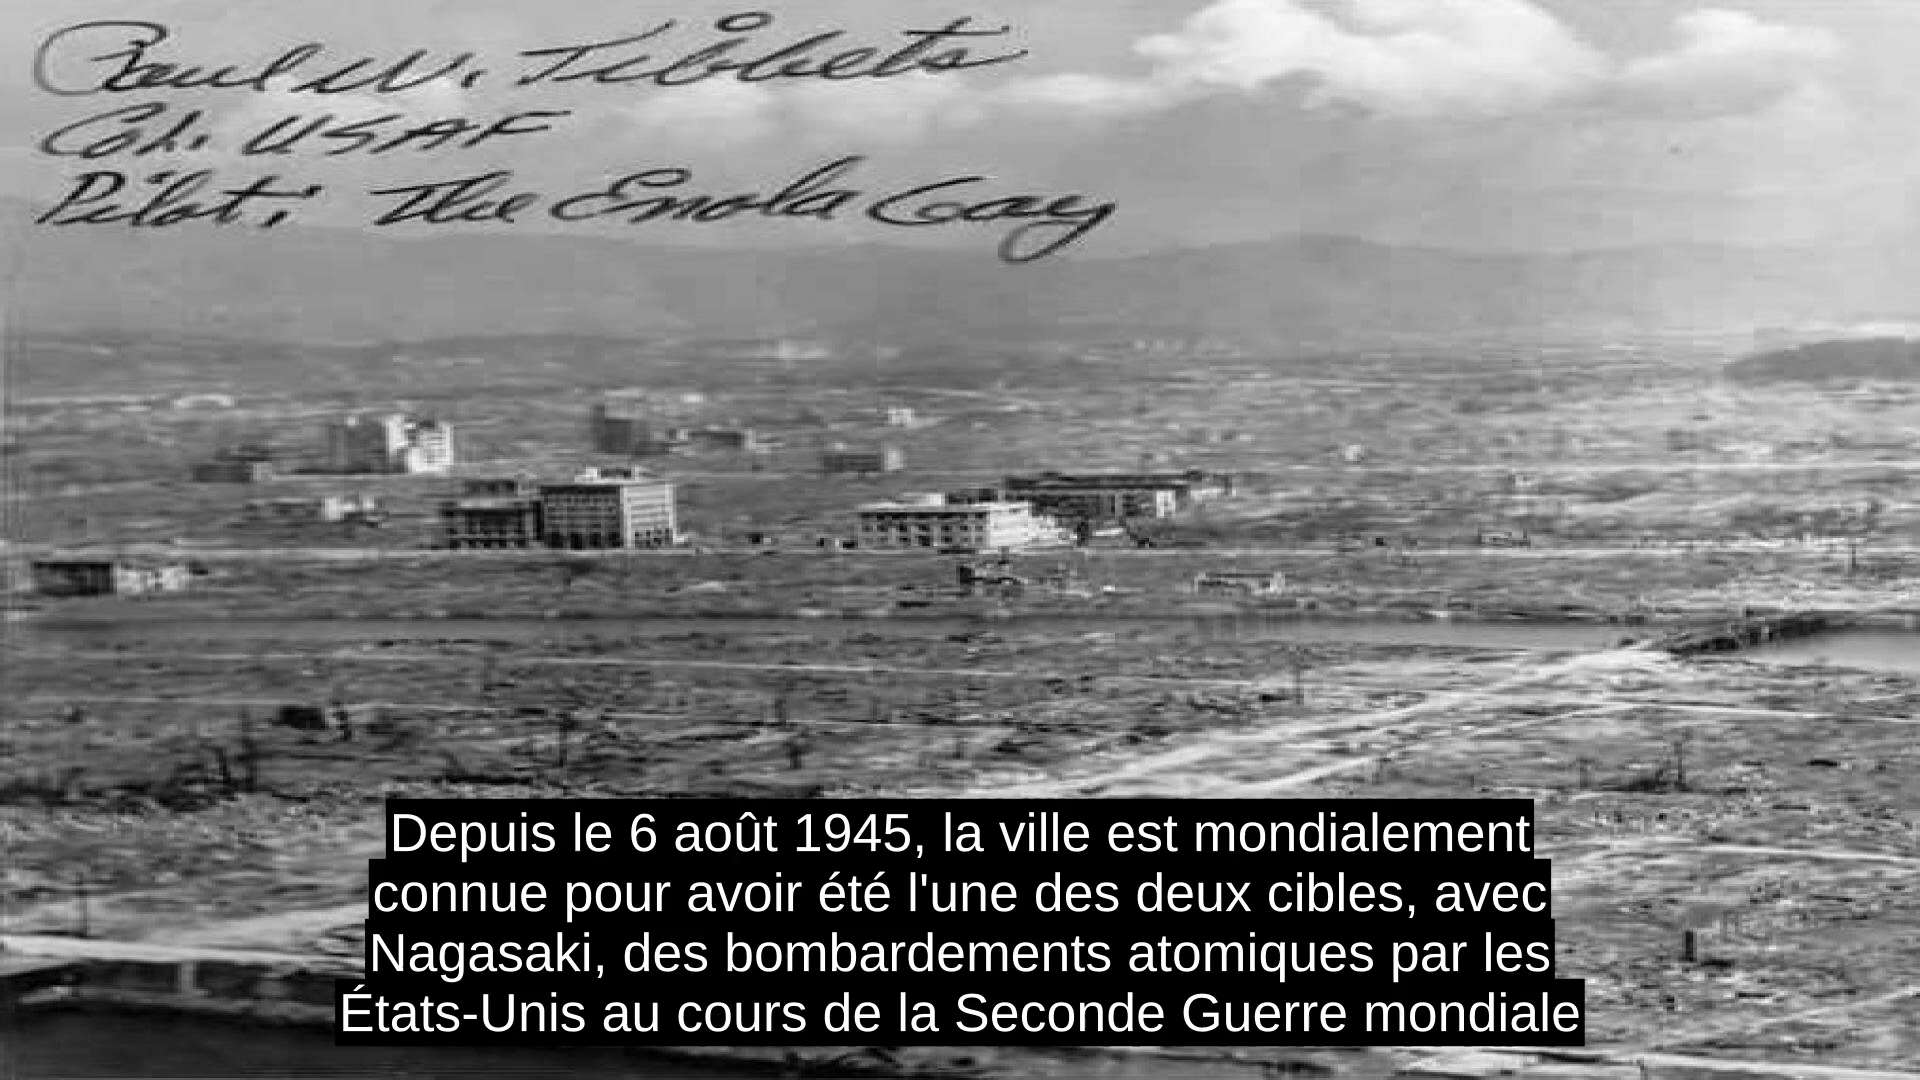 Paul W. Tibbets
Col. USAF
Pilot: The Enola Gay
Depuis le 6 août 1945, la ville est mondialement
connue pour avoir été l'une des deux cibles, avec
Nagasaki, des bombardements atomiques par les
États-Unis au cours de la Seconde Guerre mondiale